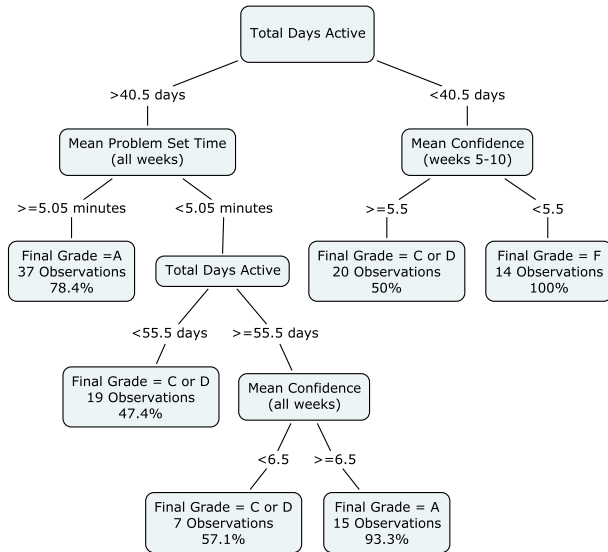 Total Days Active
>40.5 days
<40.5 days
Mean Problem Set Time
(all weeks)
Mean Confidence
(weeks 5-10)
>=5.05 minutes
<5.05 minutes
>=5.5
<5.5
Final Grade =A
37 Observations
78.4%
Total Days Active
Final Grade = C or D
20 Observations
50%
Final Grade = F
14 Observations
100%
<55.5 days
>=55.5 days
Final Grade = C or D
19 Observations
47.4%
Mean Confidence
(all weeks)
<6.5
>=6.5
Final Grade = C or D
7 Observations
57.1%
Final Grade = A
15 Observations
93.3%